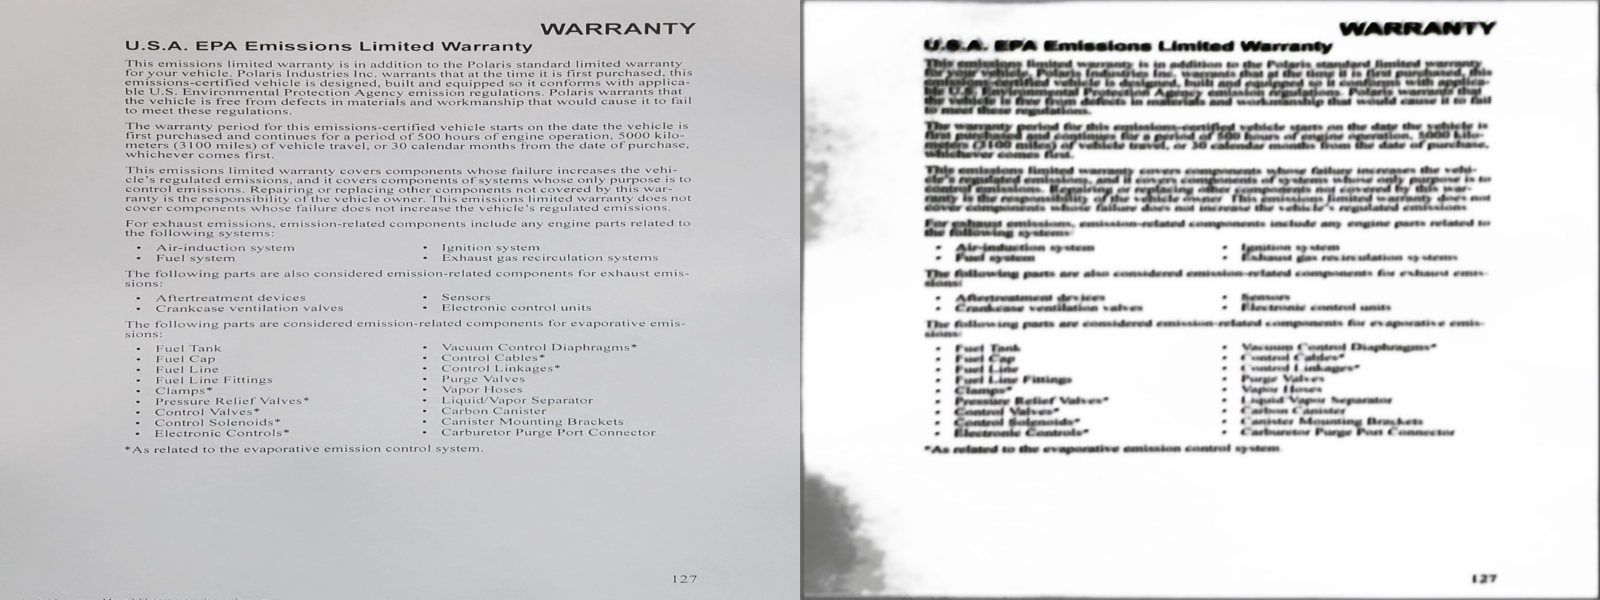 WARRANTY
U.S.A. EPA Emissions Limited Warranty
This emissions limited warranty is in addition to the Polaris standard limited warranty
for your vehicle. Polaris Industries Inc. warrants that at the time it is first purchased, this
emissions-certified vehicle is designed, built and equipped so it conforms with applica-
ble U.S. Environmental Protection Agency emission regulations. Polaris warrants that
the vehicle is free from defects in materials and workmanship that would cause it to fail
to meet these regulations.
The warranty period for this emissions-certified vehicle starts on the date the vehicle is
first purchased and continues for a period of 500 hours of engine operation, 5000 kilo-
meters (3100 miles) of vehicle travel, or 30 calendar months from the date of purchase,
whichever comes first.
This emissions limited warranty covers components whose failure increases the vehi-
cle's regulated emissions, and it covers components of systems whose only purpose is to
control emissions. Repairing or replacing other components not covered by this war-
ranty is the responsibility of the vehicle owner. This emissions limited warranty does not
cover components whose failure does not increase the vehicle's regulated emissions.
For exhaust emissions, emission-related components include any engine parts related to
the following systems:
• Air-induction system
• Fuel system
• Ignition system
• Exhaust gas recirculation systems
The following parts are also considered emission-related components for exhaust emis-
sions:
• Aftertreatment devices
• Crankcase ventilation valves
• Sensors
• Electronic control units
The following parts are considered emission-related components for evaporative emis-
sions:
• Fuel Tank
• Fuel Cap
• Fuel Line
• Fuel Line Fittings
• Clamps*
• Pressure Relief Valves*
• Control Valves*
• Control Solenoids*
• Electronic Controls*
• Vacuum Control Diaphragms*
• Control Cables*
• Control Linkages*
• Purge Valves
• Vapor Hoses
• Liquid/Vapor Separator
• Carbon Canister
• Canister Mounting Brackets
• Carburetor Purge Port Connector
*As related to the evaporative emission control system.
127
WARRANTY
U.S.A. EPA Emissions Limited Warranty
This emissions limited warranty is in addition to the Polaris standard limited warranty
for your vehicle. Polaris Industries Inc. warrants that at the time it is first purchased, this
emissions-certified vehicle is designed, built and equipped so it conforms with applica-
ble U.S. Environmental Protection Agency emission regulations. Polaris warrants that
the vehicle is free from defects in materials and workmanship that would cause it to fail
to meet these regulations.
The warranty period for this emissions-certified vehicle starts on the date the vehicle is
first purchased and continues for a period of 500 hours of engine operation, 5000 kilo-
meters (3100 miles) of vehicle travel, or 30 calendar months from the date of purchase,
whichever comes first.
This emissions limited warranty covers components whose failure increases the vehi-
cle's regulated emissions, and it covers components of systems whose only purpose is to
control emissions. Repairing or replacing other components not covered by this war-
ranty is the responsibility of the vehicle owner. This emissions limited warranty does not
cover components whose failure does not increase the vehicle's regulated emissions.
For exhaust emissions, emission-related components include any engine parts related to
the following systems:
• Air-induction system
• Fuel system
• Ignition system
• Exhaust gas recirculation systems
The following parts are also considered emission-related components for exhaust emis-
sions:
• Aftertreatment devices
• Crankcase ventilation valves
• Sensors
• Electronic control units
The following parts are considered emission-related components for evaporative emis-
sions:
• Fuel Tank
• Fuel Cap
• Fuel Line
• Fuel Line Fittings
• Clamps*
• Pressure Relief Valves*
• Control Valves*
• Control Solenoids*
• Electronic Controls*
• Vacuum Control Diaphragms*
• Control Cables*
• Control Linkages*
• Purge Valves
• Vapor Hoses
• Liquid/Vapor Separator
• Carbon Canister
• Canister Mounting Brackets
• Carburetor Purge Port Connector
*As related to the evaporative emission control system.
127